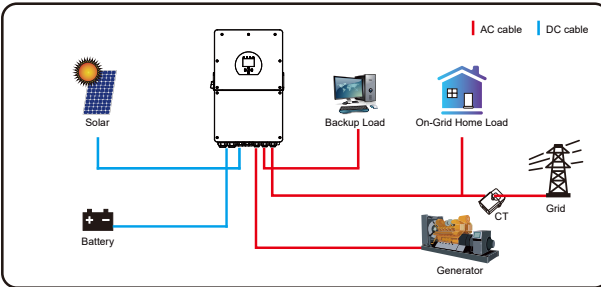 AC cable
DC cable
Solar
Backup Load
On-Grid Home Load
CT
Grid
Battery
Generator